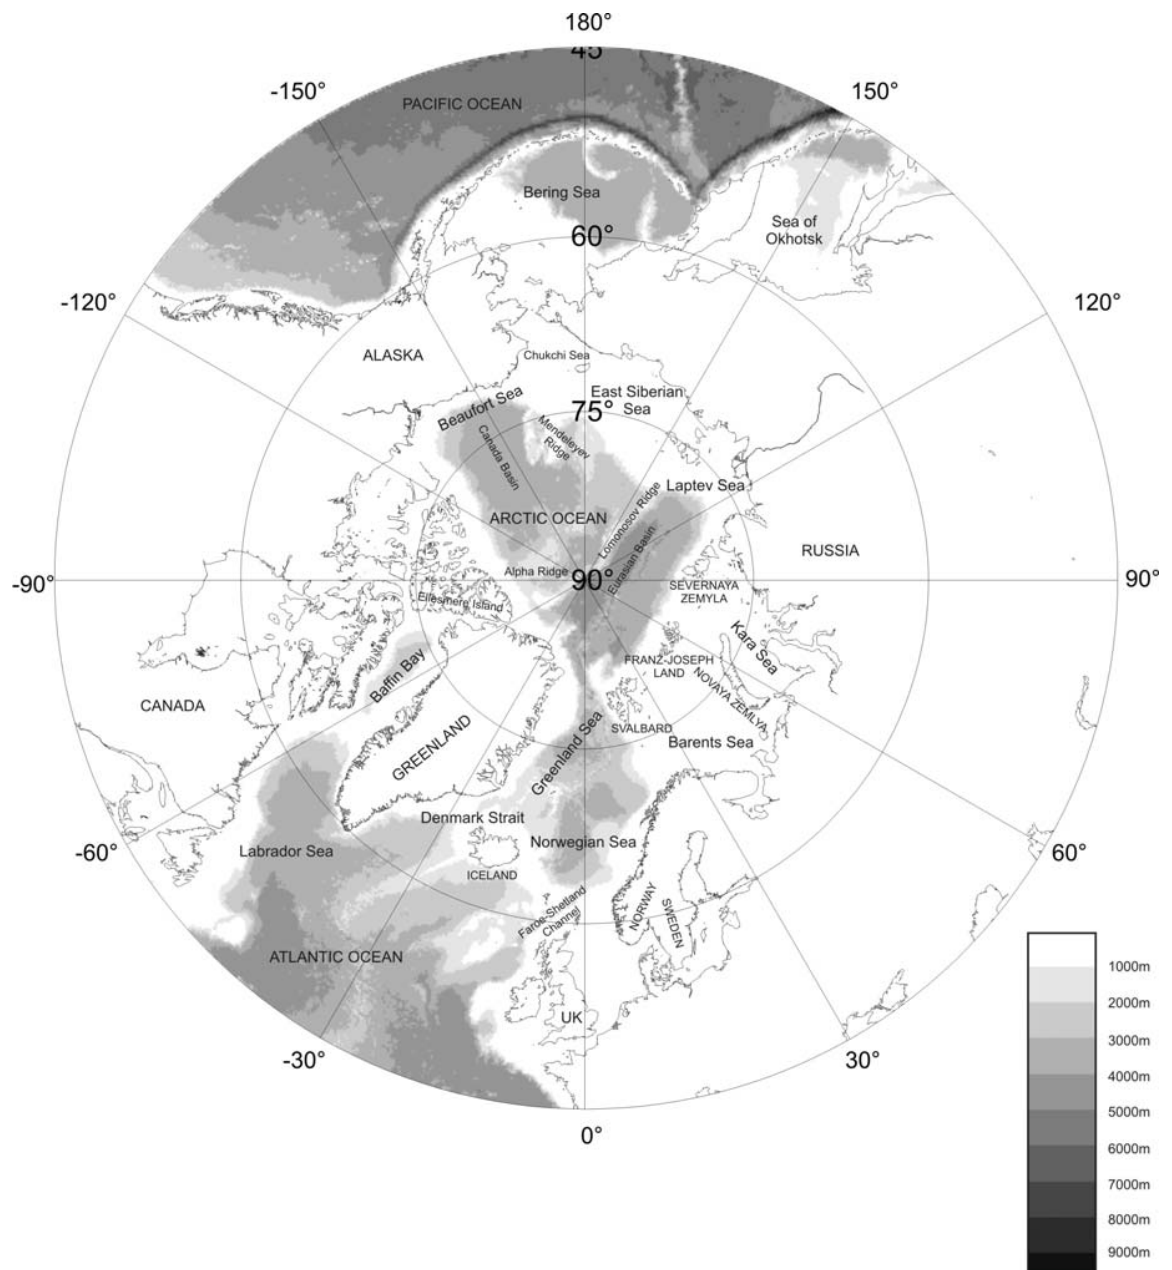 180°
45
-150°
150°
PACIFIC OCEAN
Bering Sea
Sea of
Okhotsk
60°
-120°
120°
ALASKA
Chukchi Sea
East Siberian
Sea
Beaufort Sea
75°
Mendeleyev
Ridge
Canada Basin
Laptev Sea
Lomonosov Ridge
ARCTIC OCEAN
Eurasian Basin
RUSSIA
Alpha Ridge
-90°
90°
90°
SEVERNAYA
ZEMYLA
Ellesmere Island
Kara Sea
FRANZ-JOSEPH
LAND
Baffin Bay
NOVAYA ZEMLYA
CANADA
SVALBARD
GREENLAND
Greenland Sea
Barents Sea
Denmark Strait
Norwegian Sea
-60°
Labrador Sea
60°
ICELAND
Faroe-Shetland
Channel
NORWAY
SWEDEN
ATLANTIC OCEAN
UK
-30°
30°
0°
1000m
2000m
3000m
4000m
5000m
6000m
7000m
8000m
9000m